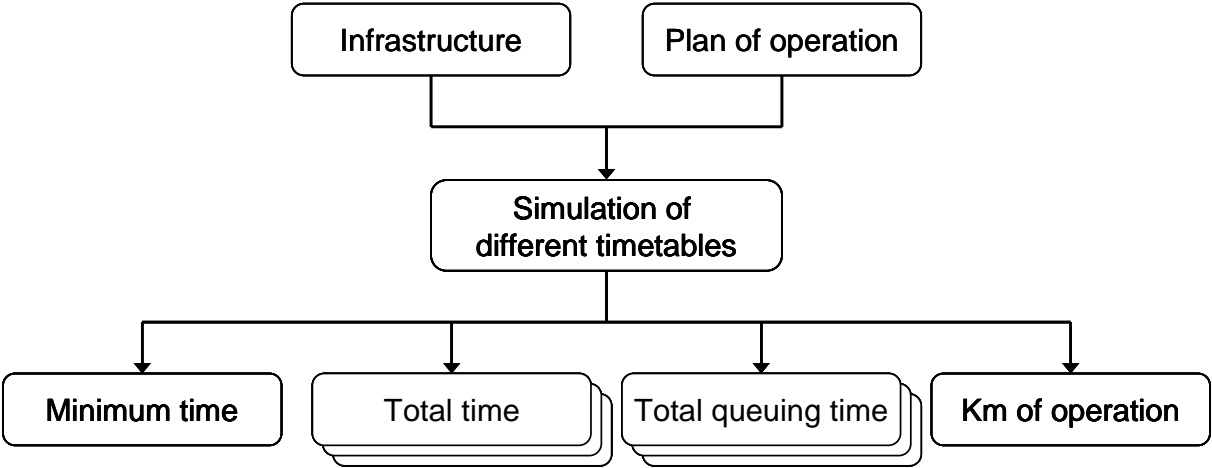 Infrastructure
Plan of operation
Simulation of
different timetables
Minimum time
Total time
Total queuing time
Km of operation